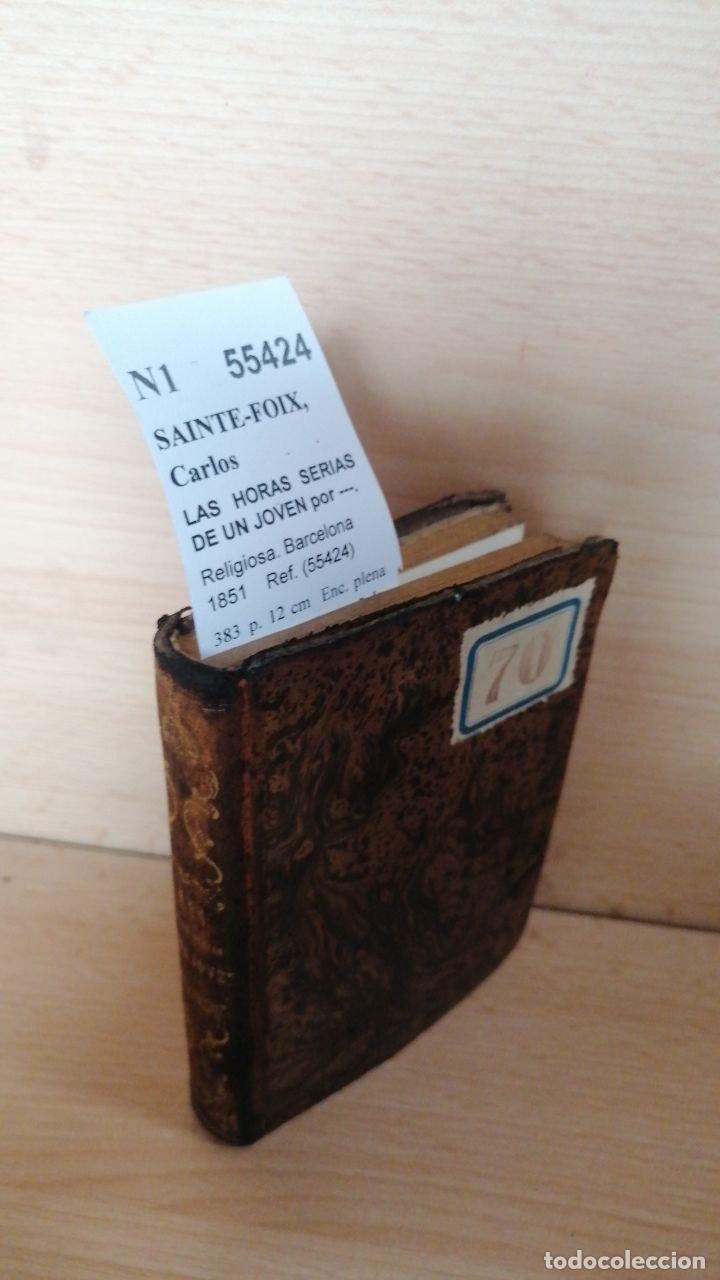 N1 55424
SAINTE-FOIX,
Carlos
LAS HORAS SERIAS
DE UN JOVEN por ---.
Religiosa. Barcelona
1851 Ref. (55424)
383 p. 12 cm Enc. plena
70
todocoleccion